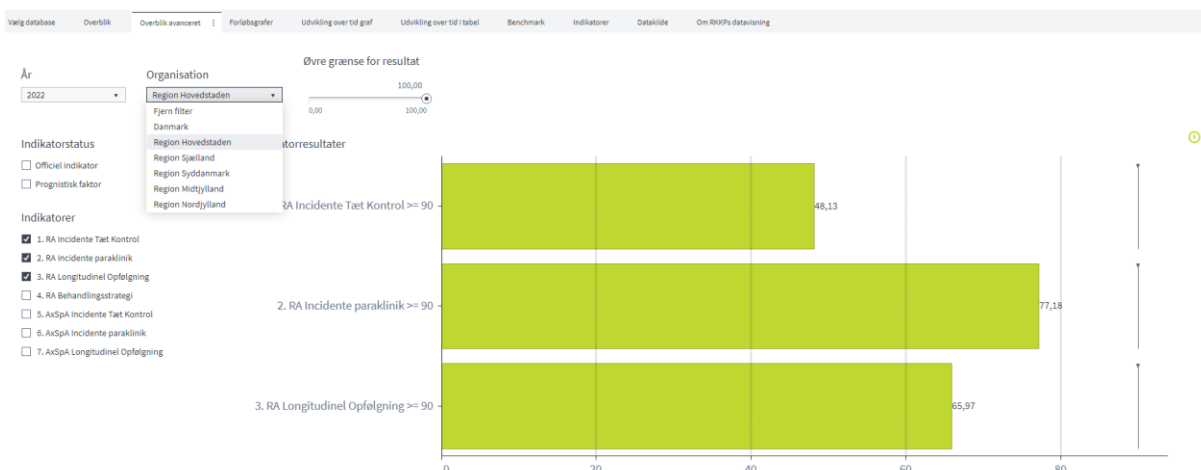 Vælg database Overblik Overblik avanceret Forløbsgrafer Udvikling over tid graf Udvikling over tid i tabel Benchmark Indikatorer Datakilde Om RKKPs datavisning
Øvre grænse for resultat
År Organisation
2022 Region Hovedstaden
100,00
0,00 100,00
Fjern filter
Danmark
Region Hovedstaden
Region Sjælland
Region Syddanmark
Region Midtjylland
Region Nordjylland
Indikatorstatus
Officiel indikator
Prognistisk faktor
Indikatorer
1. RA Incidente Tæt Kontrol
2. RA Incidente paraklinik
3. RA Longitudinel Opfølgning
4. RA Behandlingsstrategi
5. AxSpA Incidente Tæt Kontrol
6. AxSpA Incidente paraklinik
7. AxSpA Longitudinel Opfølgning
atorresultater
RA Incidente Tæt Kontrol >= 90
48,13
2. RA Incidente paraklinik >= 90
77,18
3. RA Longitudinel Opfølgning >= 90
65,97
0 20 40 60 80